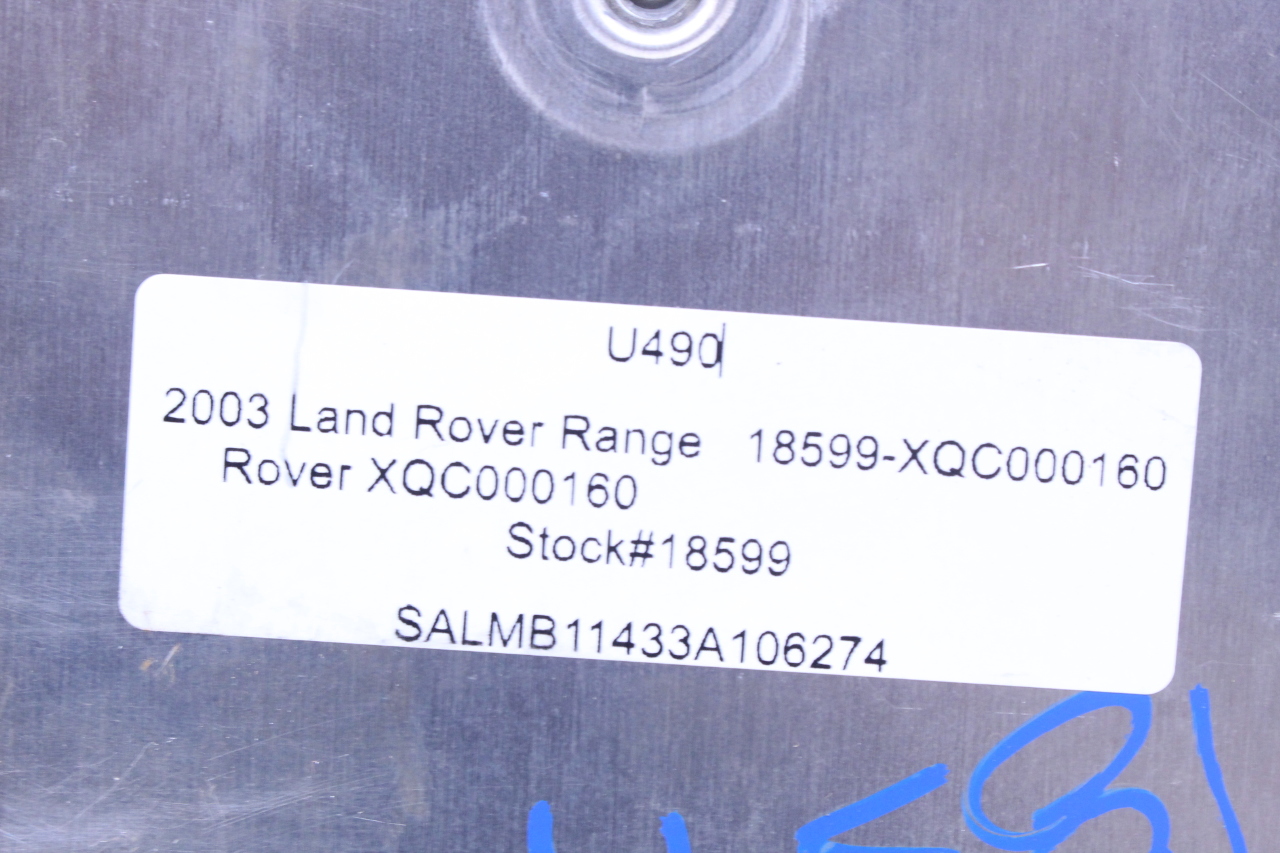 U490
2003 Land Rover Range 18599-XQC000160
Rover XQC000160
Stock#18599
SALMB11433A106274